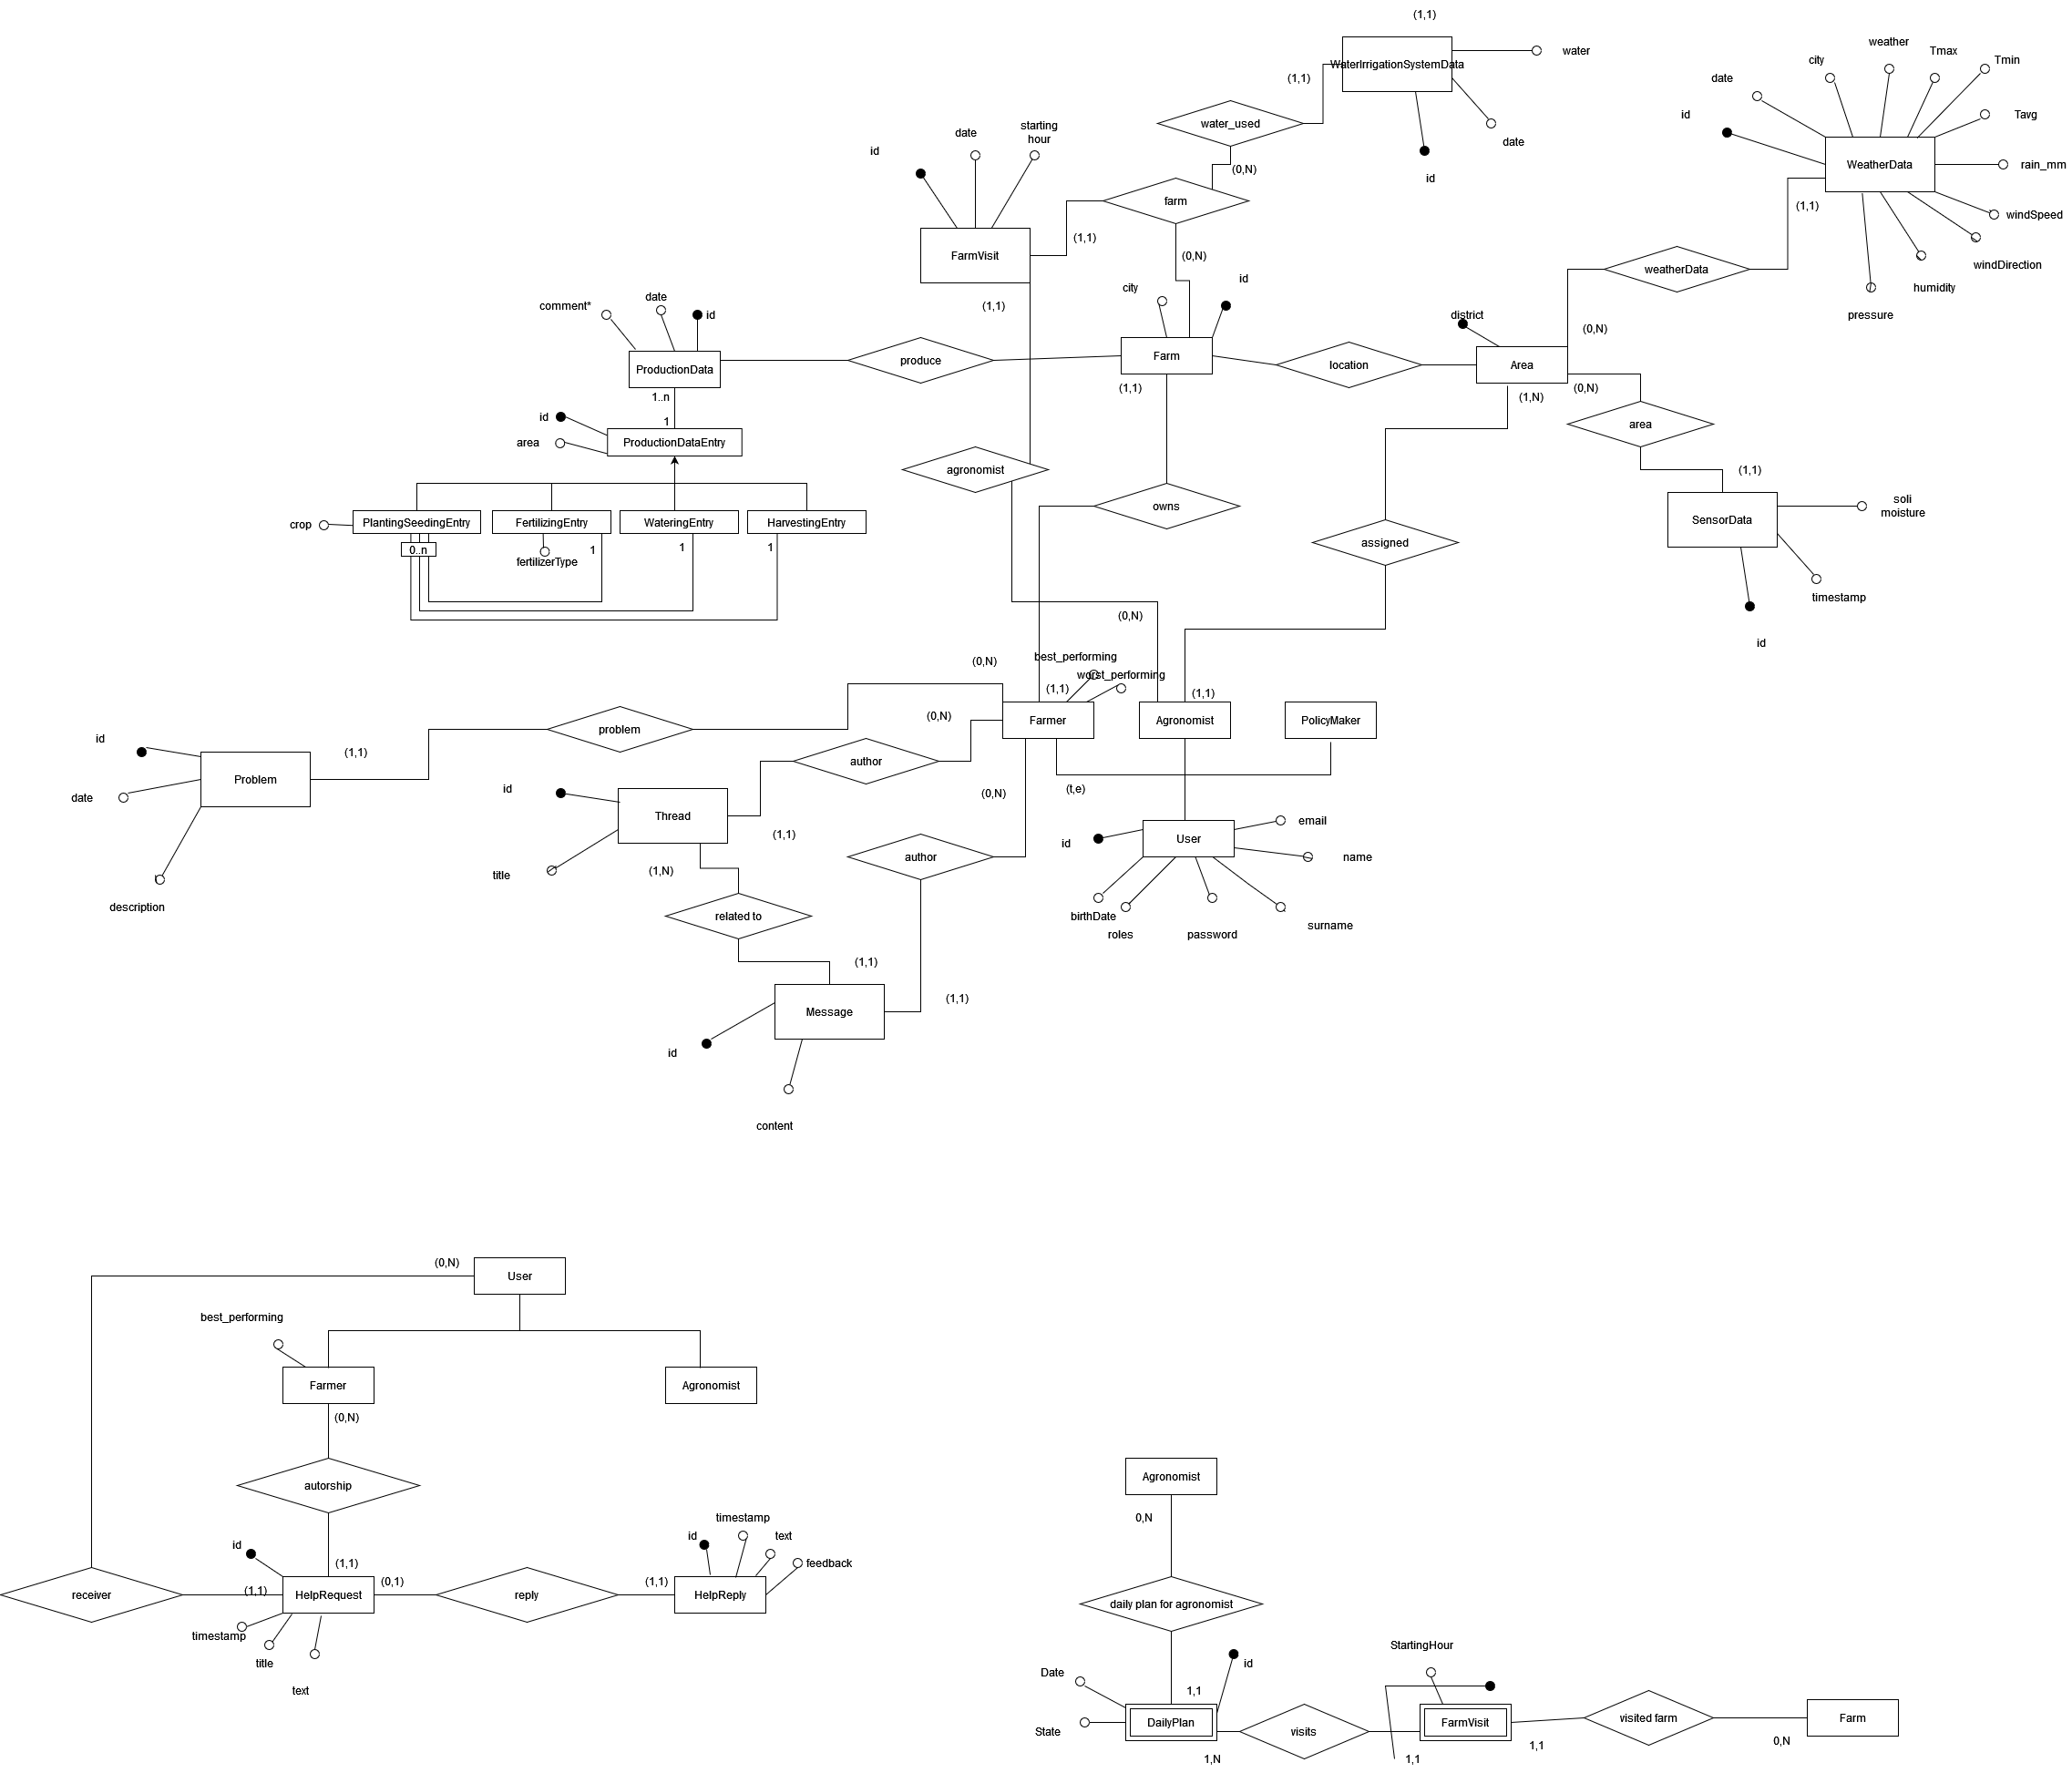 (1,1)
WaterIrrigationSystemData
water
(1,1)
date
id
water_used
(0,N)
weather
Tmax
Tmin
city
date
id
Tavg
WeatherData
rain_mm
windSpeed
windDirection
humidity
pressure
(1,1)
weatherData
(0,N)
date
starting
hour
id
FarmVisit
(1,1)
farm
(0,N)
(1,1)
city
id
Farm
(1,1)
comment*
date
id
ProductionData
produce
location
district
Area
(0,N)
(1,N)
area
(1,1)
SensorData
soli
moisture
timestamp
id
1..n
1
id
area
ProductionDataEntry
crop
PlantingSeedingEntry
FertilizingEntry
WateringEntry
HarvestingEntry
0..n
fertilizerType
1
1
1
agronomist
owns
assigned
(0,N)
(0,N)
best_performing
worst_performing
(1,1)
(1,1)
Farmer
Agronomist
PolicyMaker
(0,N)
problem
id
(1,1)
Problem
date
description
author
(0,N)
(t,e)
id
Thread
(1,1)
title
(1,N)
author
related to
(1,1)
(1,1)
Message
id
content
email
User
id
name
birthDate
roles
password
surname
(0,N)
User
best_performing
Farmer
Agronomist
(0,N)
autorship
id
(1,1)
receiver
(1,1)
HelpRequest
(0,1)
reply
(1,1)
HelpReply
timestamp
id
text
feedback
timestamp
title
text
Agronomist
0,N
daily plan for agronomist
id
Date
1,1
State
DailyPlan
1,N
visits
StartingHour
FarmVisit
1,1
1,1
visited farm
0,N
Farm